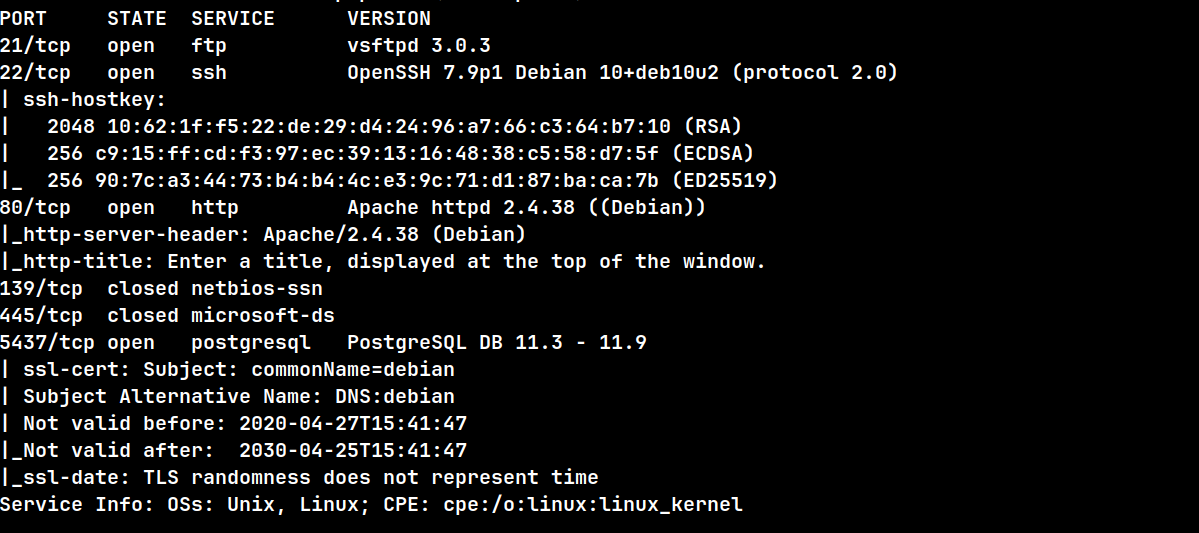 PORT     STATE  SERVICE      VERSION
21/tcp   open   ftp          vsftpd 3.0.3
22/tcp   open   ssh          OpenSSH 7.9p1 Debian 10+deb10u2 (protocol 2.0)
| ssh-hostkey:
|   2048 10:62:1f:f5:22:de:29:d4:24:96:a7:66:c3:64:b7:10 (RSA)
|   256 c9:15:ff:cd:f3:97:ec:39:13:16:48:38:c5:58:d7:5f (ECDSA)
|_  256 90:7c:a3:44:73:b4:b4:4c:e3:9c:71:d1:87:ba:ca:7b (ED25519)
80/tcp   open   http         Apache httpd 2.4.38 ((Debian))
|_http-server-header: Apache/2.4.38 (Debian)
|_http-title: Enter a title, displayed at the top of the window.
139/tcp  closed netbios-ssn
445/tcp  closed microsoft-ds
5437/tcp open   postgresql   PostgreSQL DB 11.3 - 11.9
| ssl-cert: Subject: commonName=debian
| Subject Alternative Name: DNS:debian
| Not valid before: 2020-04-27T15:41:47
|_Not valid after:  2030-04-25T15:41:47
|_ssl-date: TLS randomness does not represent time
Service Info: OSs: Unix, Linux; CPE: cpe:/o:linux:linux_kernel